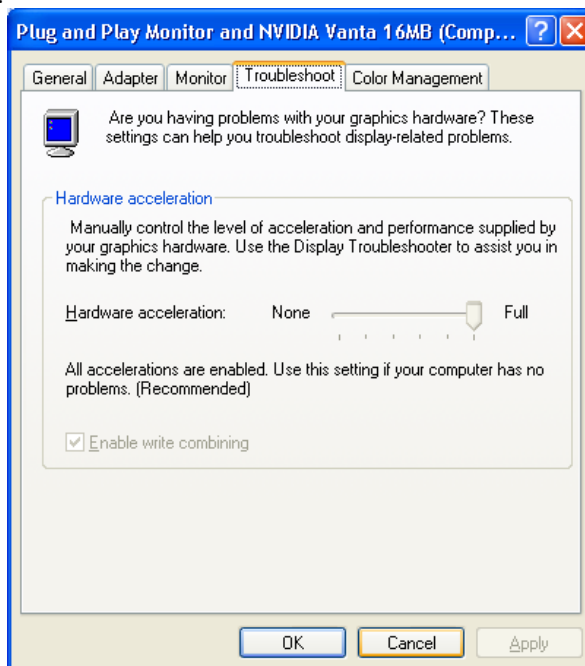 Plug and Play Monitor and NVIDIA Vanta 16MB (Comp...
General Adapter Monitor Troubleshoot Color Management
Are you having problems with your graphics hardware? These
settings can help you troubleshoot display-related problems.
Hardware acceleration
Manually control the level of acceleration and performance supplied by
your graphics hardware. Use the Display Troubleshooter to assist you in
making the change.
Hardware acceleration: None Full
All accelerations are enabled. Use this setting if your computer has no
problems. (Recommended)
Enable write combining
OK Cancel Apply